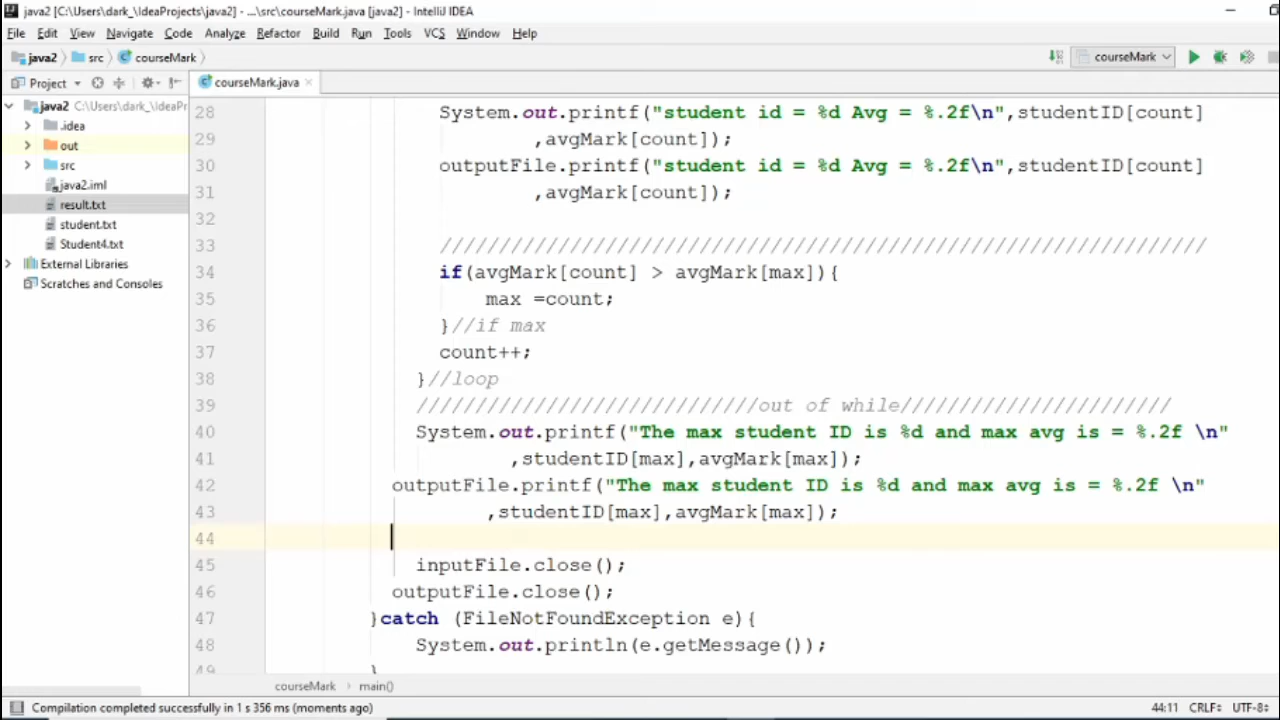 java2 [C:\Users\dark_\IdeaProjects\java2] - ...\src\courseMark.java [java2] - IntelliJ IDEA
File Edit View Navigate Code Analyze Refactor Build Run Tools VCS Window Help
java2 src courseMark courseMark
Project courseMark.java
java2 C:\Users\dark_\IdeaPr
.idea
out
src
java2.iml
result.txt
student.txt
Student4.txt
External Libraries
Scratches and Consoles
28 System.out.printf("student id = %d Avg = %.2f\n",studentID[count]
29 ,avgMark[count]);
30 outputFile.printf("student id = %d Avg = %.2f\n",studentID[count]
31 ,avgMark[count]);
32
33 /////////////////////////////////////////////////////////////////
34 if(avgMark[count] > avgMark[max]){
35 max =count;
36 }//if max
37 count++;
38 }//loop
39 /////////////////////////////out of while///////////////////////
40 System.out.printf("The max student ID is %d and max avg is = %.2f \n"
41 ,studentID[max],avgMark[max]);
42 outputFile.printf("The max student ID is %d and max avg is = %.2f \n"
43 ,studentID[max],avgMark[max]);
44
45 inputFile.close();
46 outputFile.close();
47 }catch (FileNotFoundException e){
48 System.out.println(e.getMessage());
49 }
courseMark main()
Compilation completed successfully in 1 s 356 ms (moments ago) 44:11 CRLF UTF-8